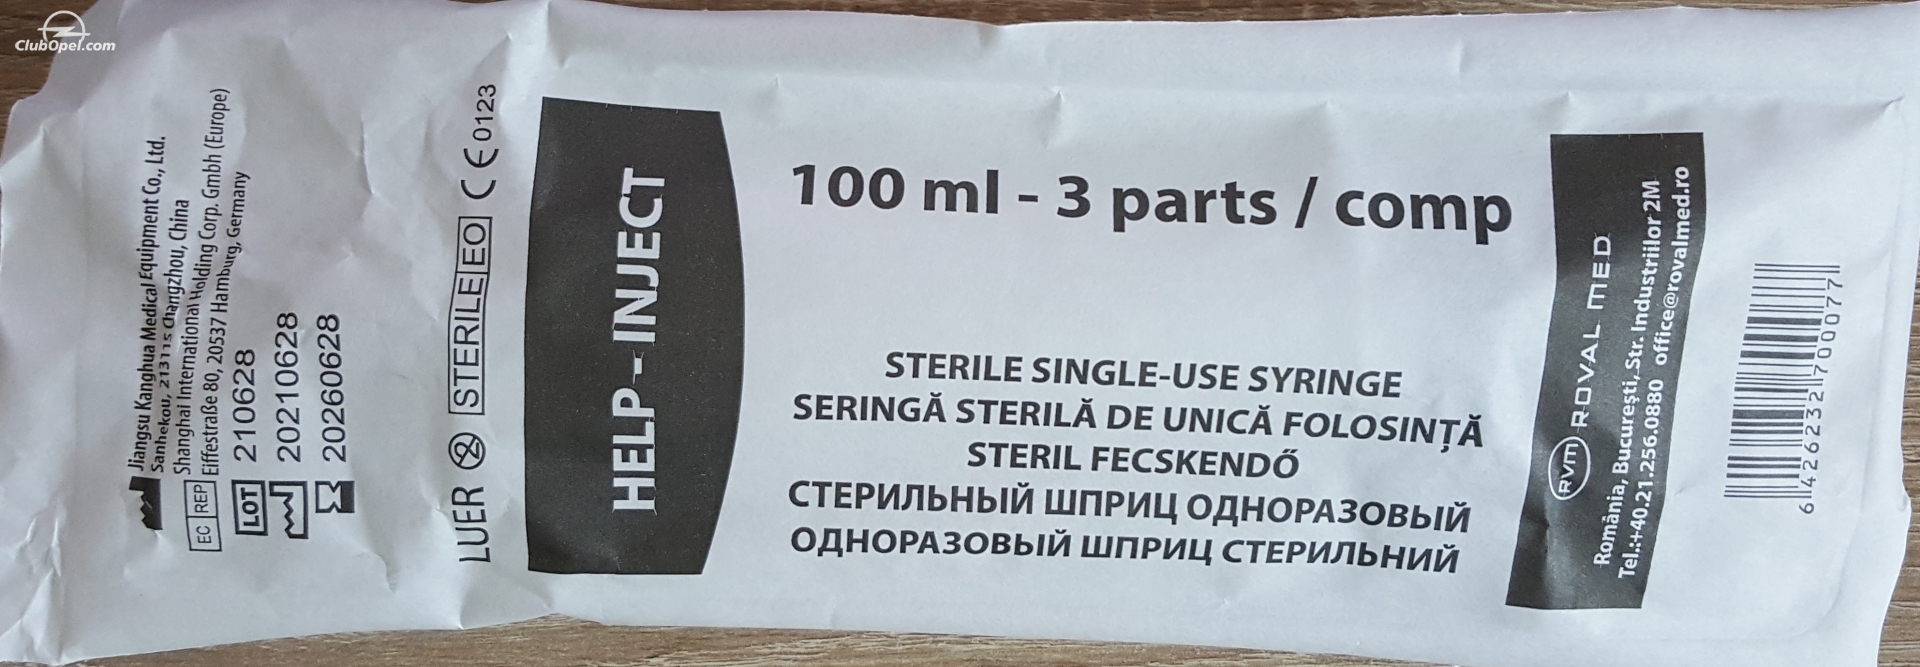 ClubOpel.com
Jiangsu Kanghua Medical Equipment Co., Ltd.
Sanhekou, 213115 Changzhou, China
EC REP
Shanghai International Holding Corp. Gmbh (Europe)
Eiffestraße 80, 20537 Hamburg, Germany
LOT 2106628
20210628
20260628
LUER 2 STERILE EO CE 0123
HELP-INJECT
100 ml - 3 parts / comp
STERILE SINGLE-USE SYRINGE
SERINGĂ STERILĂ DE UNICĂ FOLOSINȚĂ
STERIL FECSKENDŐ
СТЕРИЛЬНЫЙ ШПРИЦ ОДНОРАЗОВЫЙ
ОДНОРАЗОВЫЙ ШПРИЦ СТЕРИЛЬНИЙ
RVM ROVAL MED
România, București, Str. Industriilor 2M
Tel.:+40.21.256.0880 office@rovalmed.ro
6 426232 700077